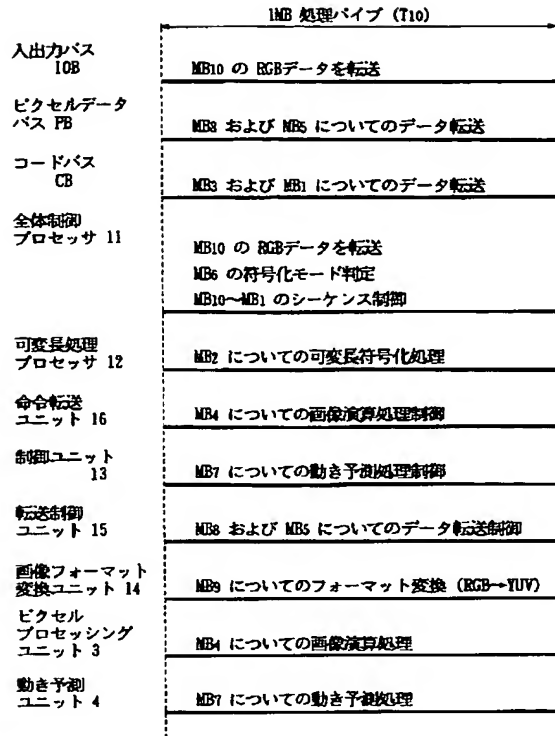 1MB 処理パイプ (T10)
入出力バス
IOB
MB10 の RGBデータを転送
ピクセルデータ
バス PB
MB8 および MB5 についてのデータ転送
コードバス
CB
MB3 および MB1 についてのデータ転送
全体制御
プロセッサ 11
MB10 の RGBデータを転送
MB6 の符号化モード判定
MB10〜MB1 のシーケンス制御
可変長処理
プロセッサ 12
MB2 についての可変長符号化処理
命令転送
ユニット 16
MB4 についての画像演算処理制御
制御ユニット
13
MB7 についての動き予測処理制御
転送制御
ユニット 15
MB8 および MB5 についてのデータ転送制御
画像フォーマット
変換ユニット 14
MB9 についてのフォーマット変換 (RGB→YUV)
ピクセル
プロセッシング
ユニット 3
MB4 についての画像演算処理
動き予測
ユニット 4
MB7 についての動き予測処理